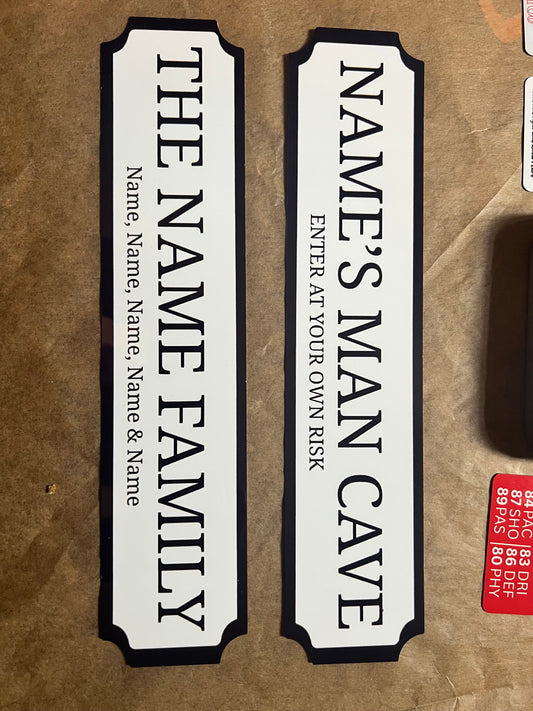 THE NAME FAMILY
Name, Name, Name, Name & Name
NAME'S MAN CAVE
ENTER AT YOUR OWN RISK
84 PAC 83 DRI
87 SHO 86 DEF
89 PAS 80 PHY